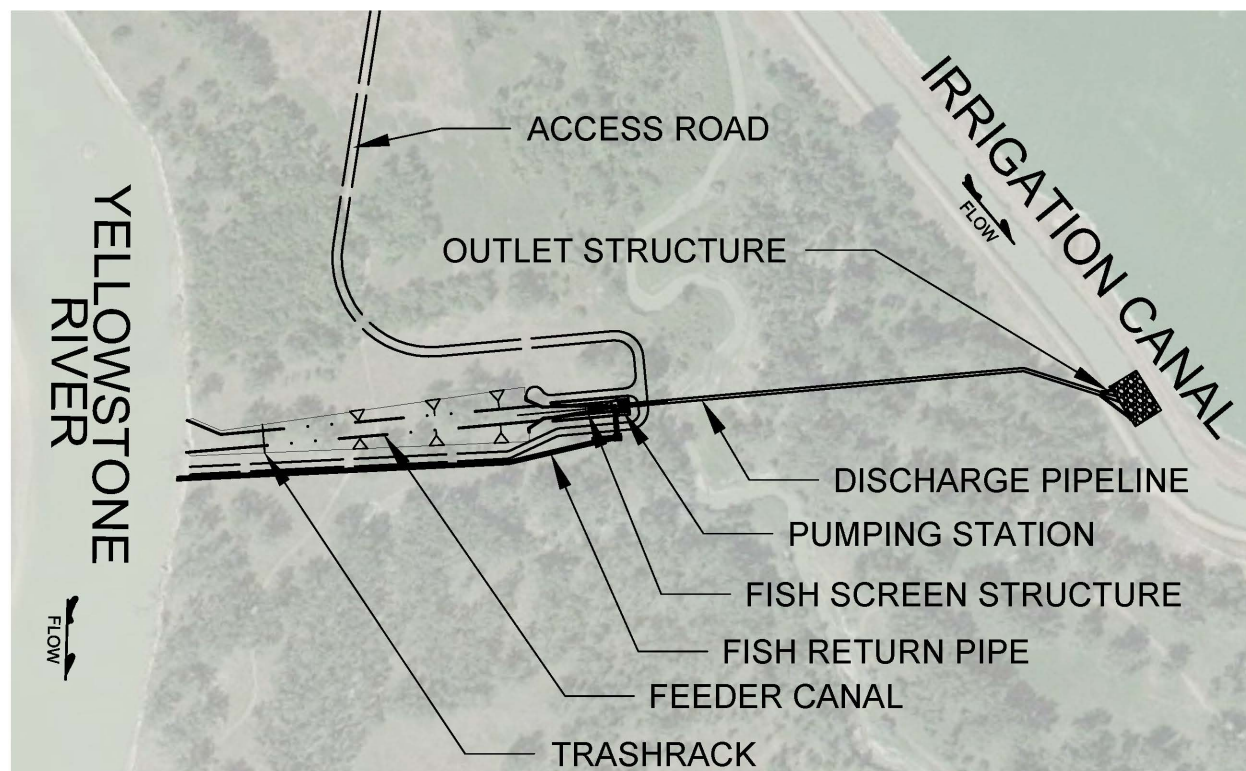 ACCESS ROAD
IRRIGATION CANAL
FLOW
OUTLET STRUCTURE
YELLOWSTONE
RIVER
DISCHARGE PIPELINE
PUMPING STATION
FISH SCREEN STRUCTURE
FISH RETURN PIPE
FEEDER CANAL
TRASHRACK
FLOW